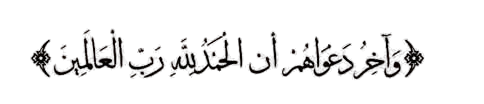 ﴿وَآخِرُ دَعْوَاهُمْ أَن الْحَمْدُ لِلَّهِ رَبِّ الْعَالَمِينَ﴾